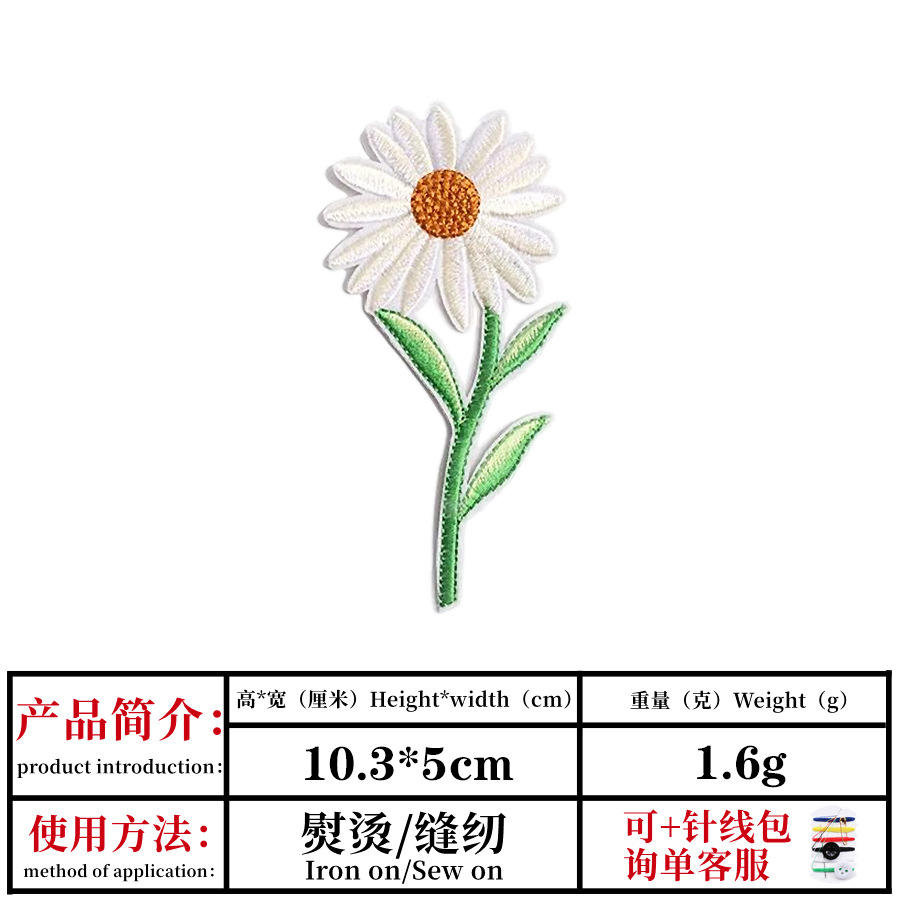 产品简介：
product introduction：
高*宽（厘米）Height*width（cm）
重量（克）Weight（g）
10.3*5cm
1.6g
使用方法：
method of application：
熨烫/缝纫
Iron on/Sew on
可+针线包
询单客服